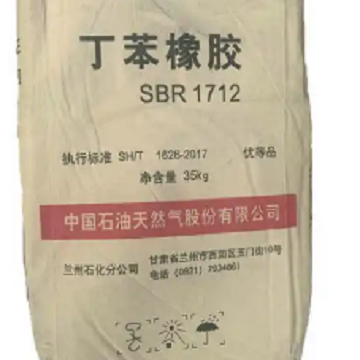 丁苯橡胶
SBR 1712
执行标准 SH/T 1626-2017 优等品
净含量 35kg
中国石油天然气股份有限公司
兰州石化分公司
甘肃省兰州市西固区玉门街10号
电话